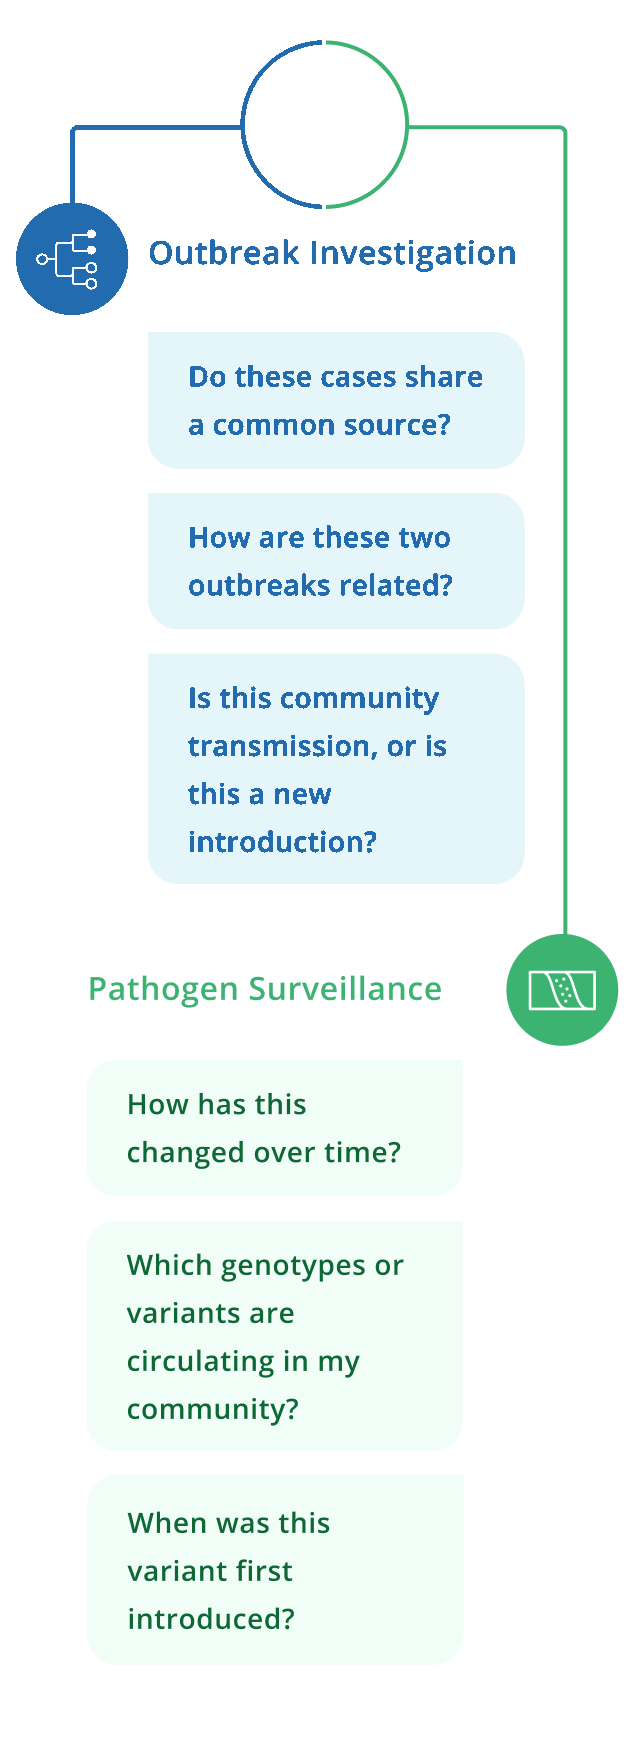 Outbreak Investigation
Do these cases share
a common source?
How are these two
outbreaks related?
Is this community
transmission, or is
this a new
introduction?
Pathogen Surveillance
How has this
changed over time?
Which genotypes or
variants are
circulating in my
community?
When was this
variant first
introduced?